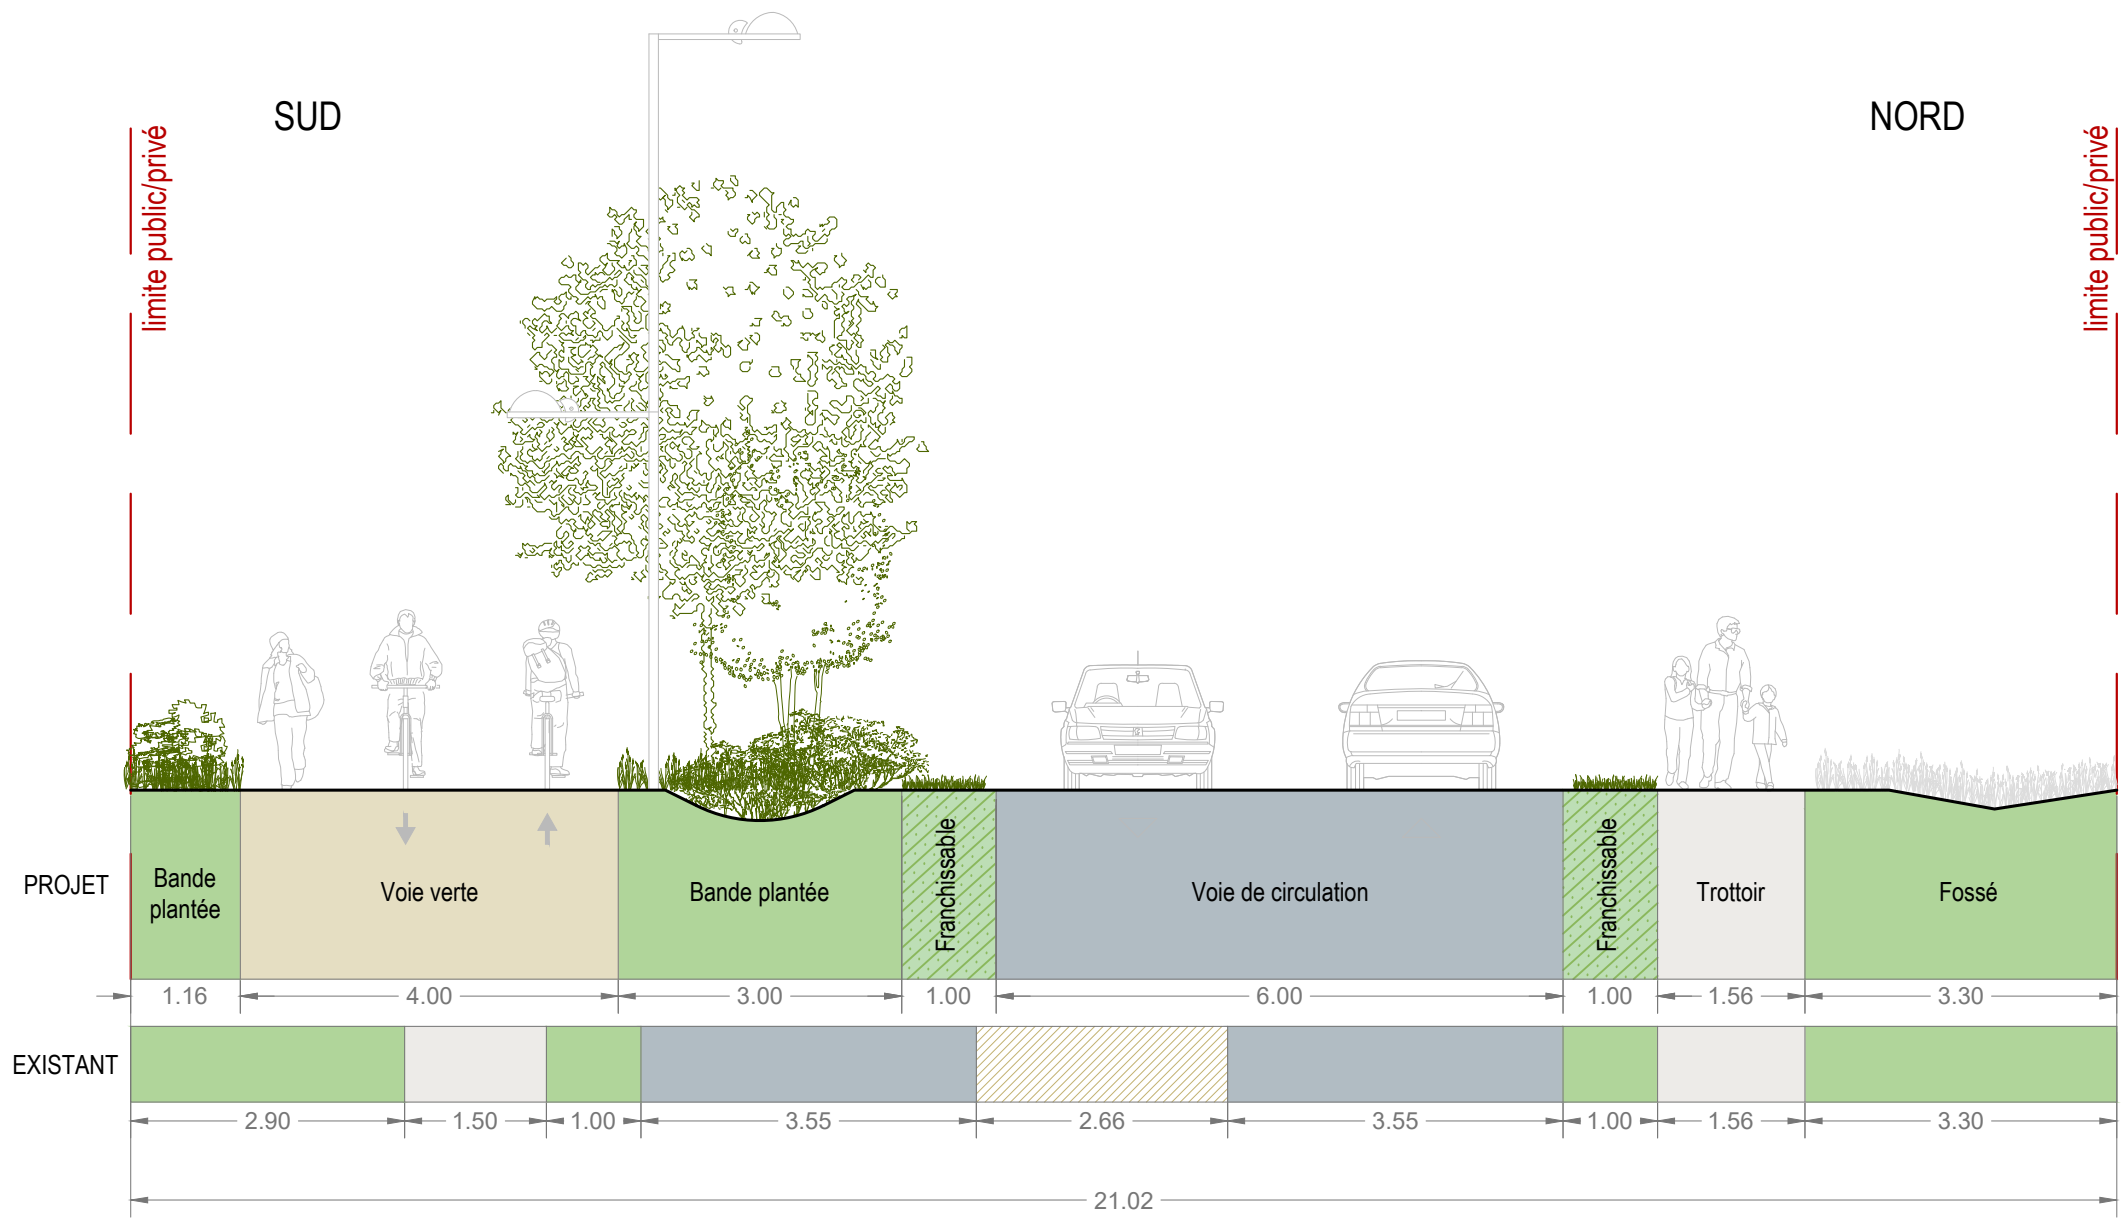 SUD
NORD
limite public/privé
limite public/privé
PROJET
Bande
plantée
Voie verte
Bande plantée
Franchissable
Voie de circulation
Franchissable
Trottoir
Fossé
1.16
4.00
3.00
1.00
6.00
1.00
1.56
3.30
EXISTANT
2.90
1.50
1.00
3.55
2.66
3.55
1.00
1.56
3.30
21.02